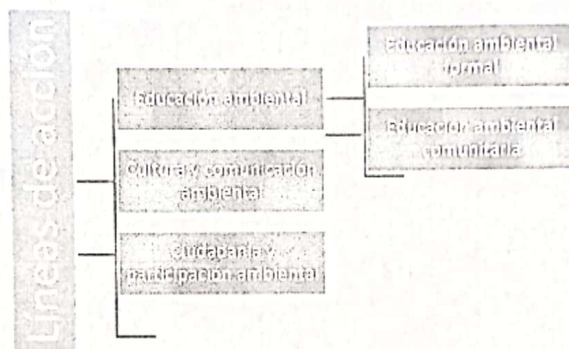 Líneas de acción
Educación ambiental
Cultura y comunicación
ambiental
Ciudadanía y
participación ambiental
Educación ambiental
formal
Educación ambiental
comunitaria